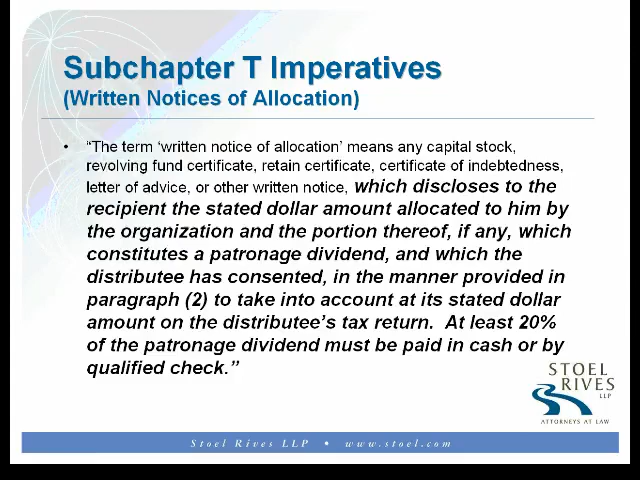 Subchapter T Imperatives
(Written Notices of Allocation)
• “The term ‘written notice of allocation’ means any capital stock,
revolving fund certificate, retain certificate, certificate of indebtedness,
letter of advice, or other written notice, which discloses to the
recipient the stated dollar amount allocated to him by
the organization and the portion thereof, if any, which
constitutes a patronage dividend, and which the
distributee has consented, in the manner provided in
paragraph (2) to take into account at its stated dollar
amount on the distributee’s tax return. At least 20%
of the patronage dividend must be paid in cash or by
qualified check.”
STOEL
RIVES
LLP
ATTORNEYS AT LAW
Stoel Rives LLP • www.stoel.com